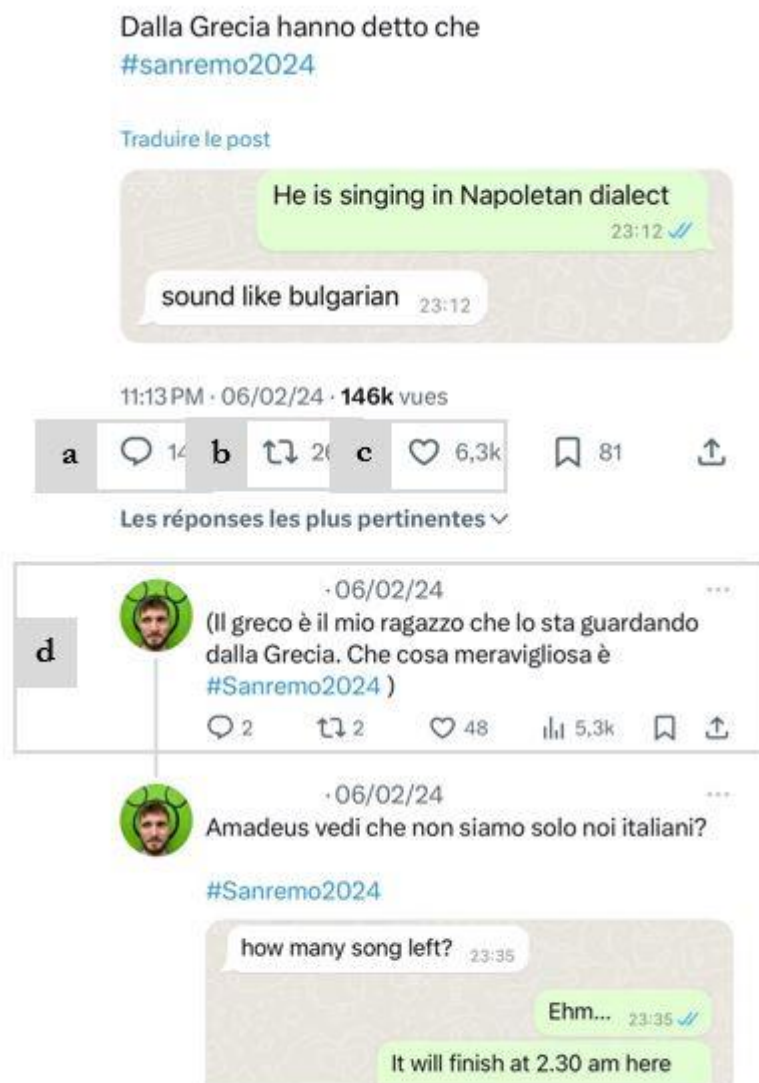 Dalla Grecia hanno detto che
#sanremo2024
Traduire le post
He is singing in Napoletan dialect
23:12
sound like bulgarian 23:12
11:13 PM · 06/02/24 · 146k vues
a b c 6,3k 81
Les réponses les plus pertinentes
·06/02/24
d
(Il greco è il mio ragazzo che lo sta guardando
dalla Grecia. Che cosa meravigliosa è
#Sanremo2024 )
2 2 48 5,3k
·06/02/24
Amadeus vedi che non siamo solo noi italiani?
#Sanremo2024
how many song left? 23:35
Ehm... 23:35
It will finish at 2.30 am here